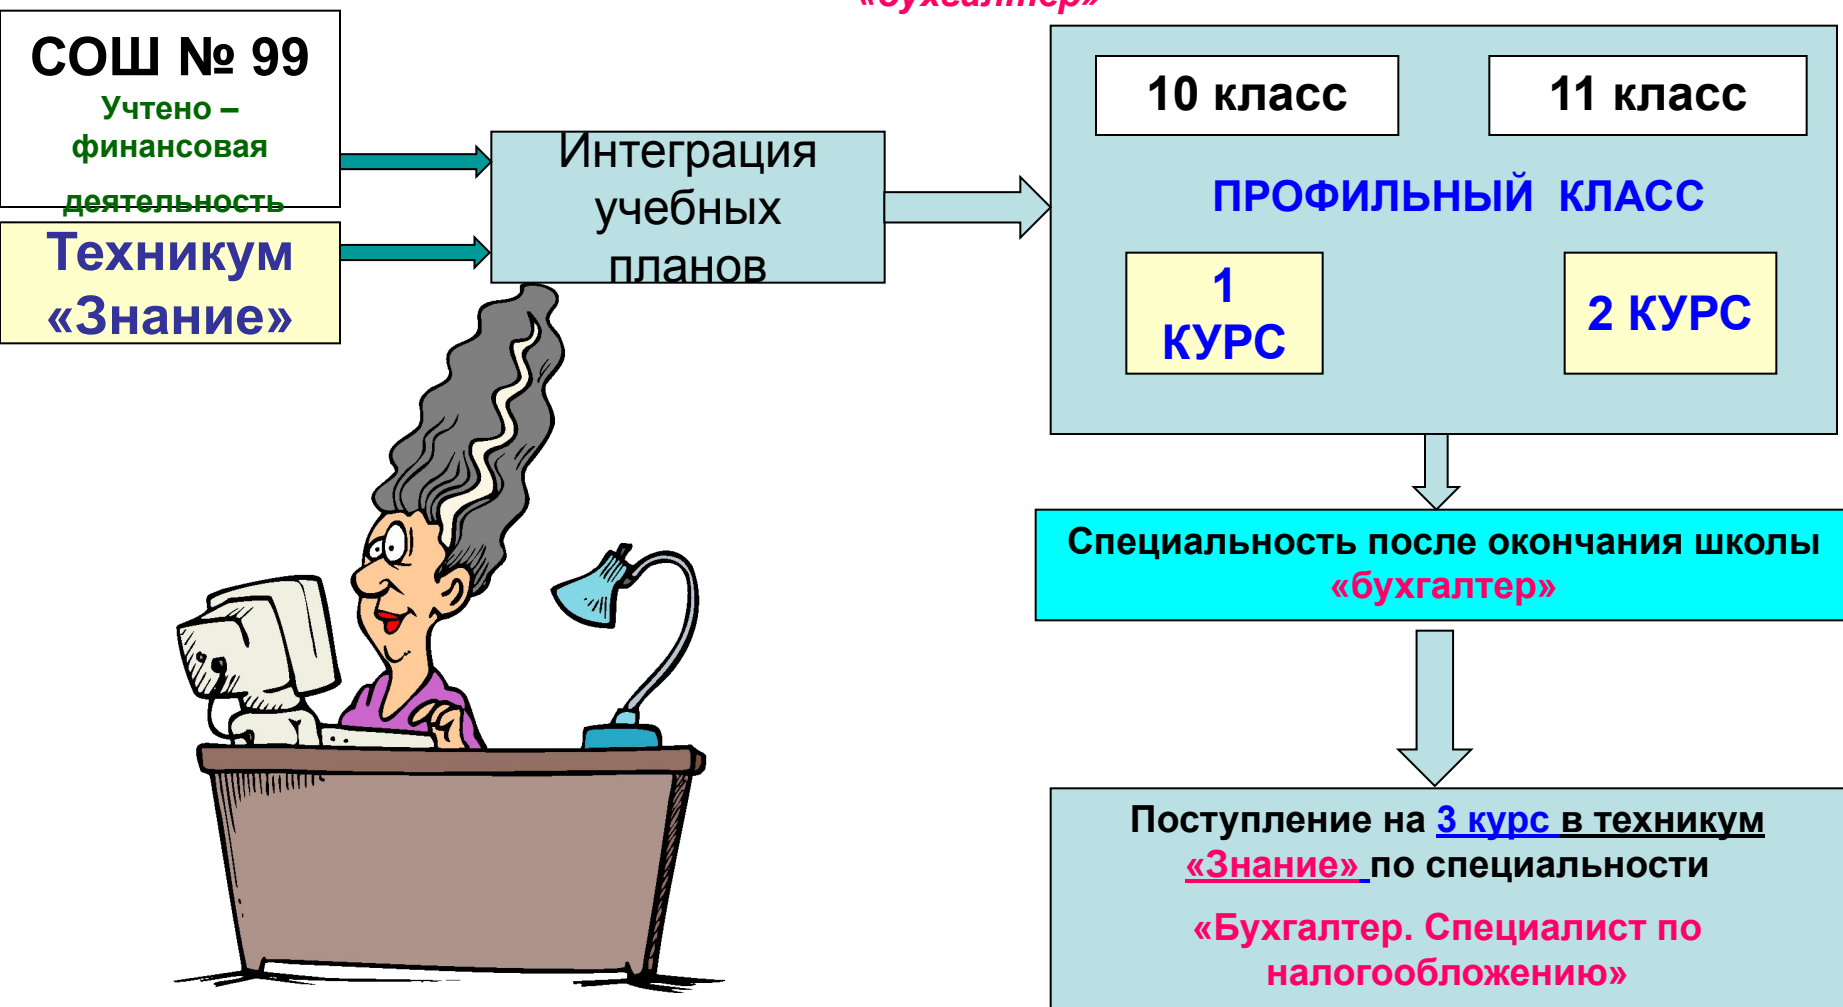 «бухгалтер»
СОШ № 99
Учтено –
финансовая
деятельность
Техникум
«Знание»
Интеграция
учебных
планов
10 класс
11 класс
ПРОФИЛЬНЫЙ КЛАСС
1
КУРС
2 КУРС
Специальность после окончания школы
«бухгалтер»
Поступление на 3 курс в техникум
«Знание» по специальности
«Бухгалтер. Специалист по
налогообложению»